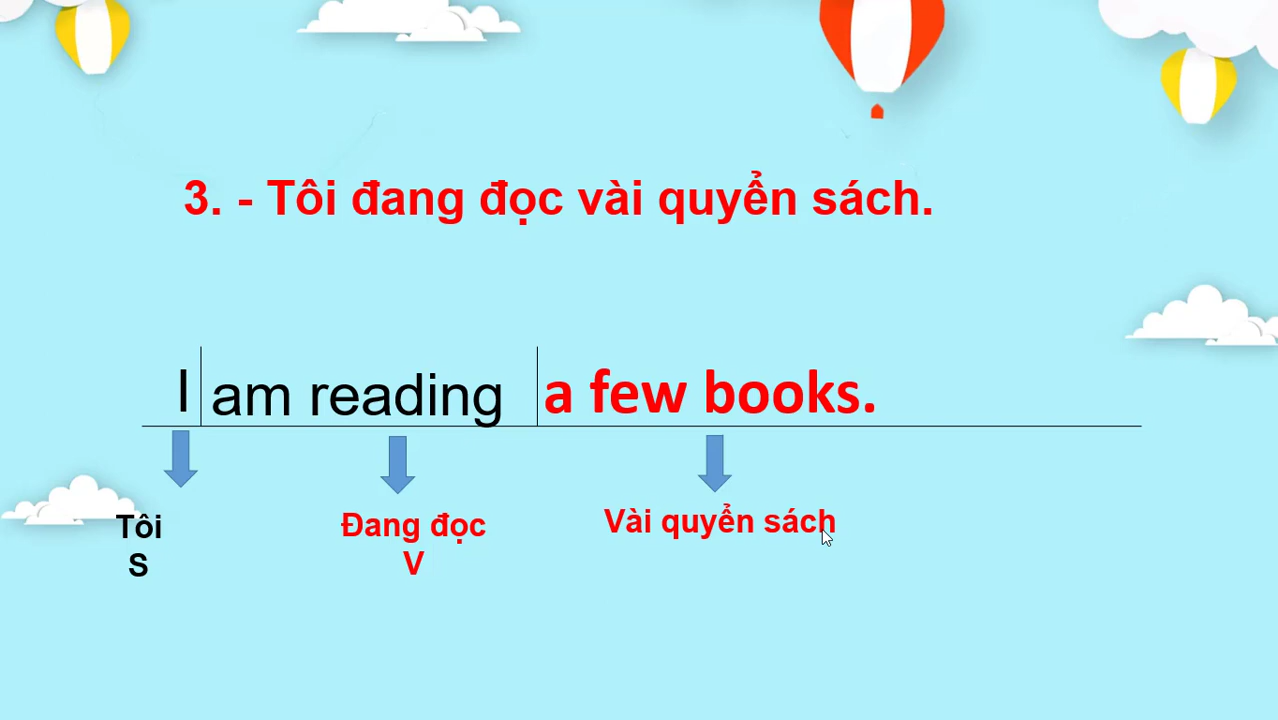 3. - Tôi đang đọc vài quyển sách.
I am reading a few books.
Tôi Đang đọc Vài quyển sách
S V